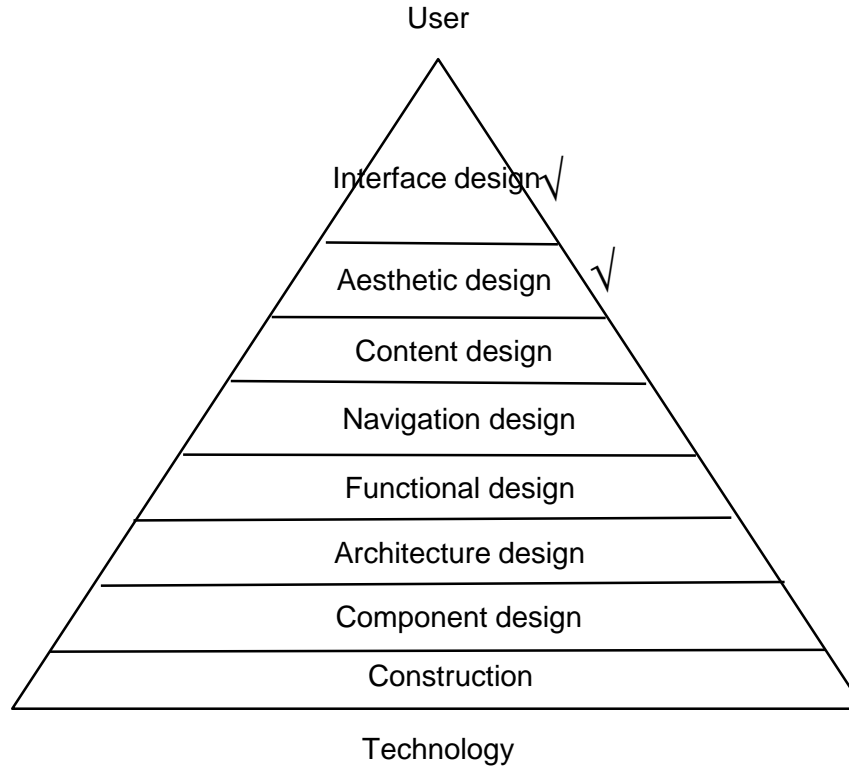 User
Interface design√
√
Aesthetic design
Content design
Navigation design
Functional design
Architecture design
Component design
Construction
Technology